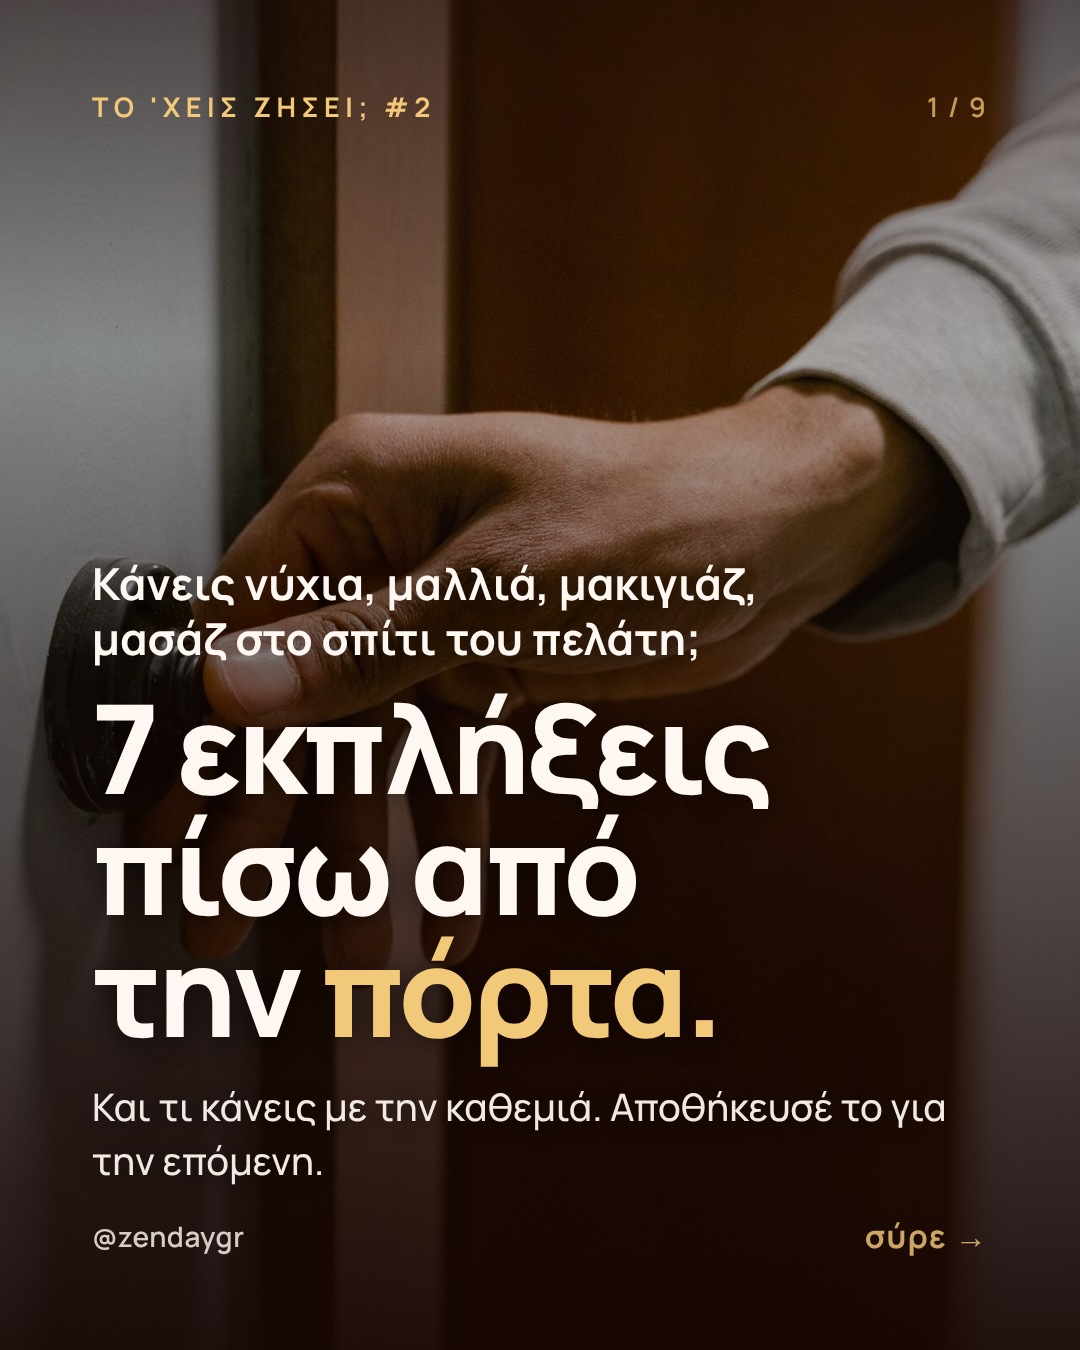 ΤΟ 'ΧΕΙΣ ΖΗΣΕΙ; #2
1 / 9
Κάνεις νύχια, μαλλιά, μακιγιάζ,
μασάζ στο σπίτι του πελάτη;
7 εκπλήξεις
πίσω από
την πόρτα.
Και τι κάνεις με την καθεμιά. Αποθήκευσέ το για
την επόμενη.
@zendaygr
σύρε →